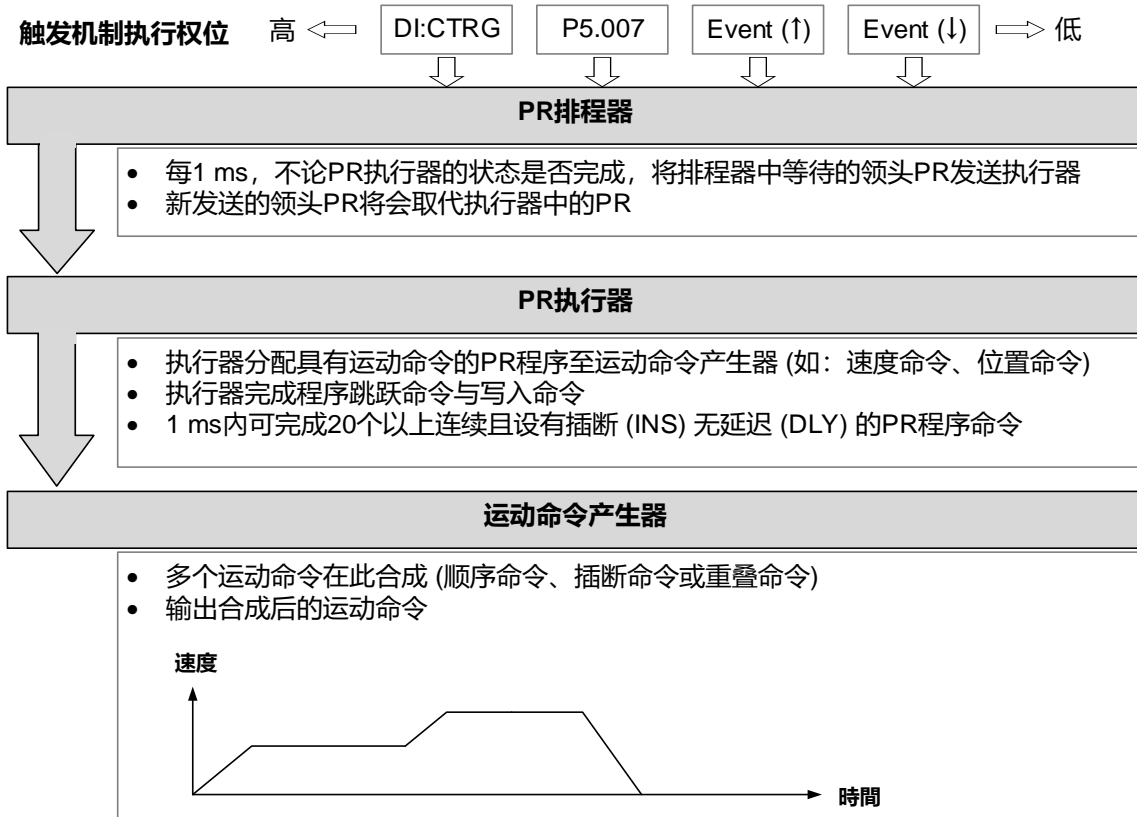 触发机制执行权位 高 DI:CTRG P5.007 Event (↑) Event (↓) 低
PR排程器
• 每1 ms，不论PR执行器的状态是否完成，将排程器中等待的领头PR发送执行器
• 新发送的领头PR将会取代执行器中的PR
PR执行器
• 执行器分配具有运动命令的PR程序至运动命令产生器 (如：速度命令、位置命令)
• 执行器完成程序跳跃命令与写入命令
• 1 ms内可完成20个以上连续且设有插断 (INS) 无延迟 (DLY) 的PR程序命令
运动命令产生器
• 多个运动命令在此合成 (顺序命令、插断命令或重叠命令)
• 输出合成后的运动命令
速度
時間